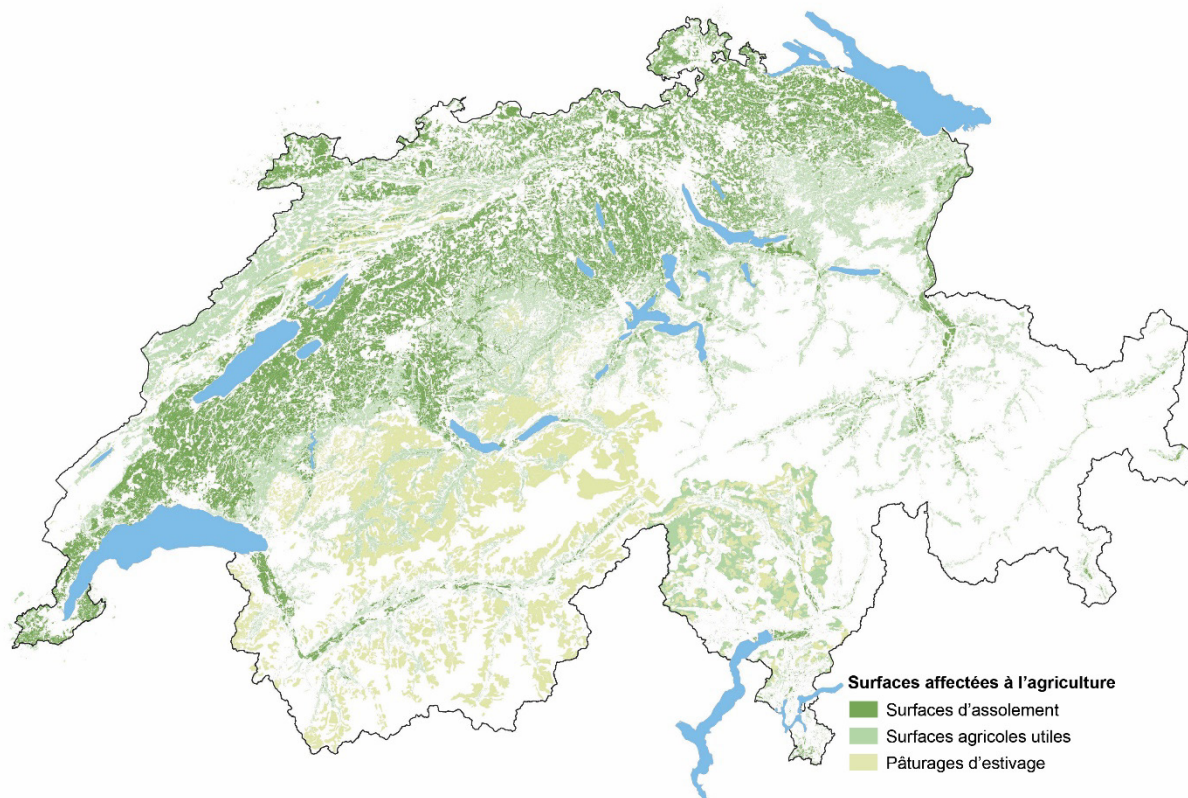 Surfaces affectées à l'agriculture
Surfaces d'assolement
Surfaces agricoles utiles
Pâturages d'estivage